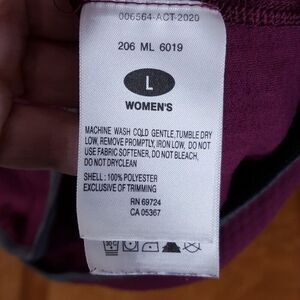 006564-ACT-2020
206 ML 6019
L
WOMEN'S
MACHINE WASH COLD GENTLE, TUMBLE DRY
LOW, REMOVE PROMPTLY, IRON LOW, DO NOT
USE FABRIC SOFTENER, DO NOT BLEACH,
DO NOT DRYCLEAN
SHELL : 100% POLYESTER
EXCLUSIVE OF TRIMMING
RN 69724
CA 05367